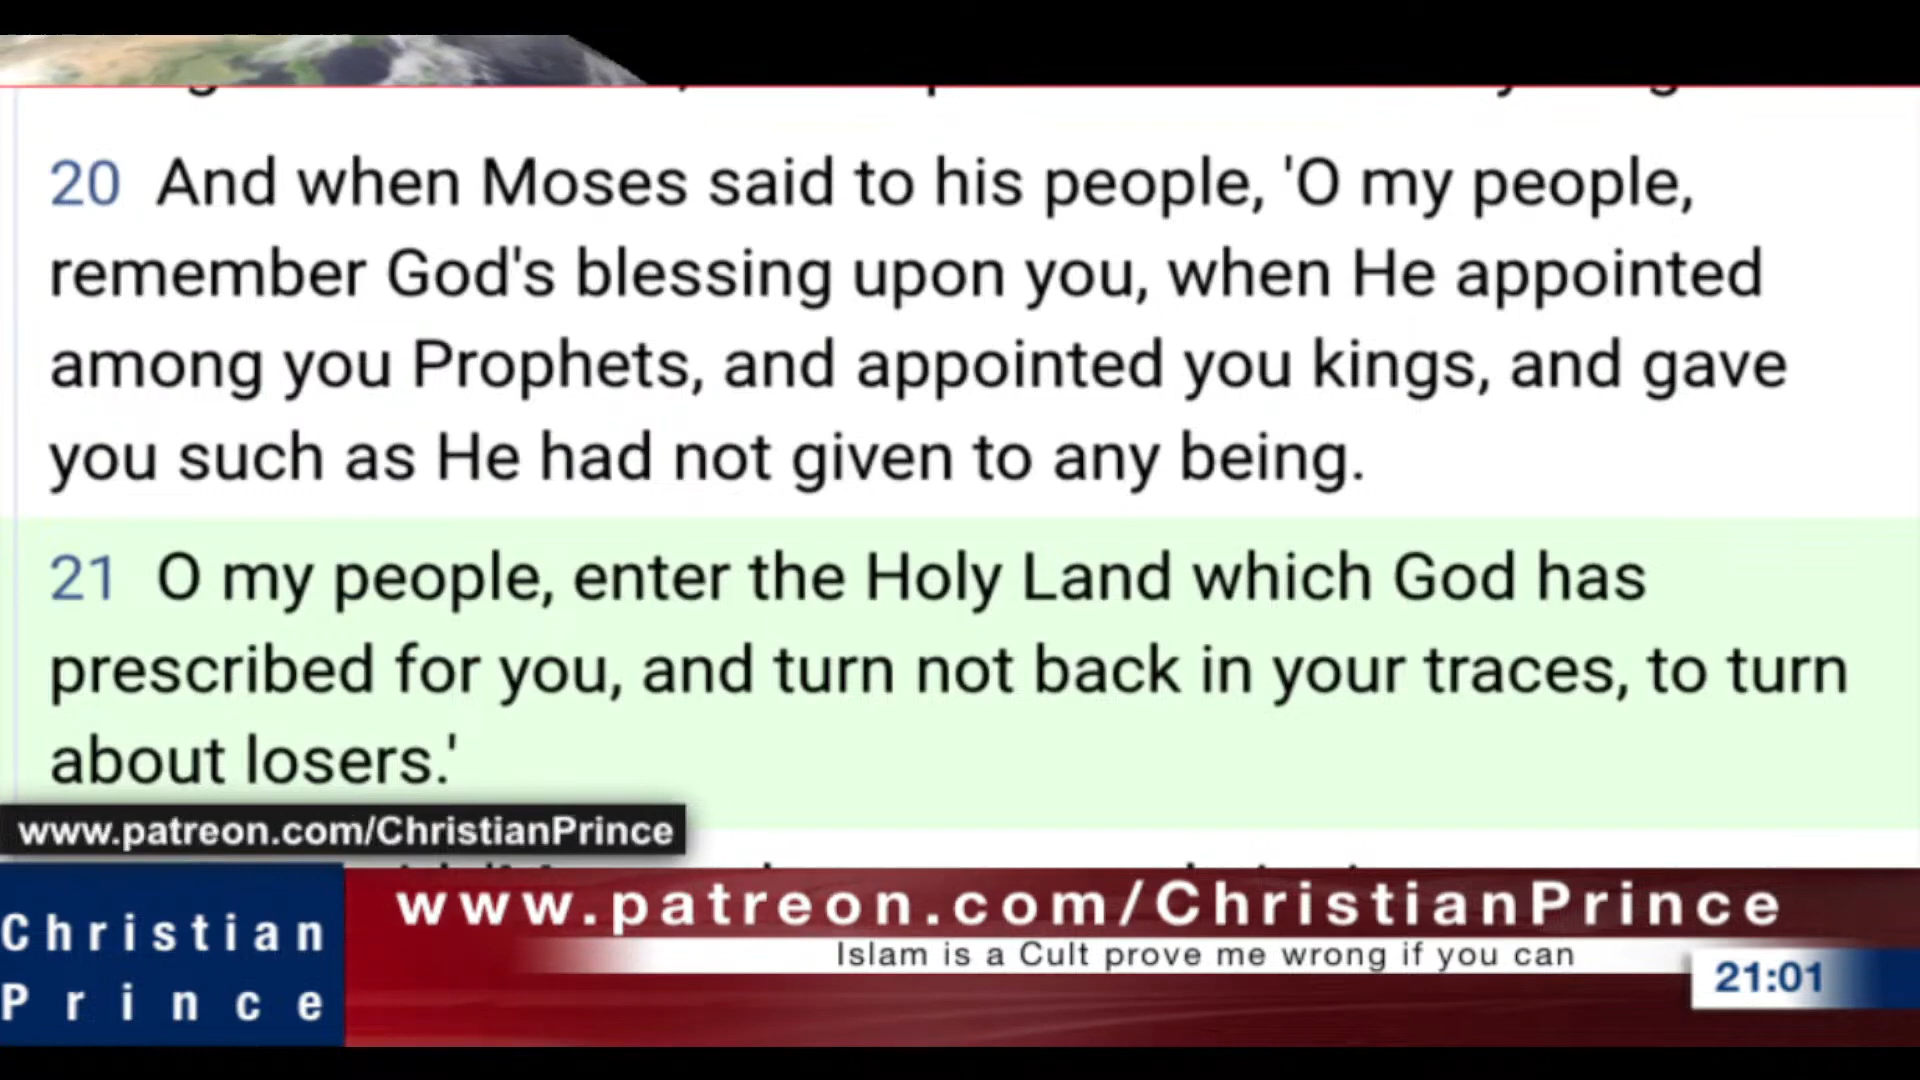 20 And when Moses said to his people, 'O my people,
remember God's blessing upon you, when He appointed
among you Prophets, and appointed you kings, and gave
you such as He had not given to any being.
21 O my people, enter the Holy Land which God has
prescribed for you, and turn not back in your traces, to turn
about losers.'
www.patreon.com/ChristianPrince
www.patreon.com/ChristianPrince
Islam is a Cult prove me wrong if you can
Christian
Prince
21:01